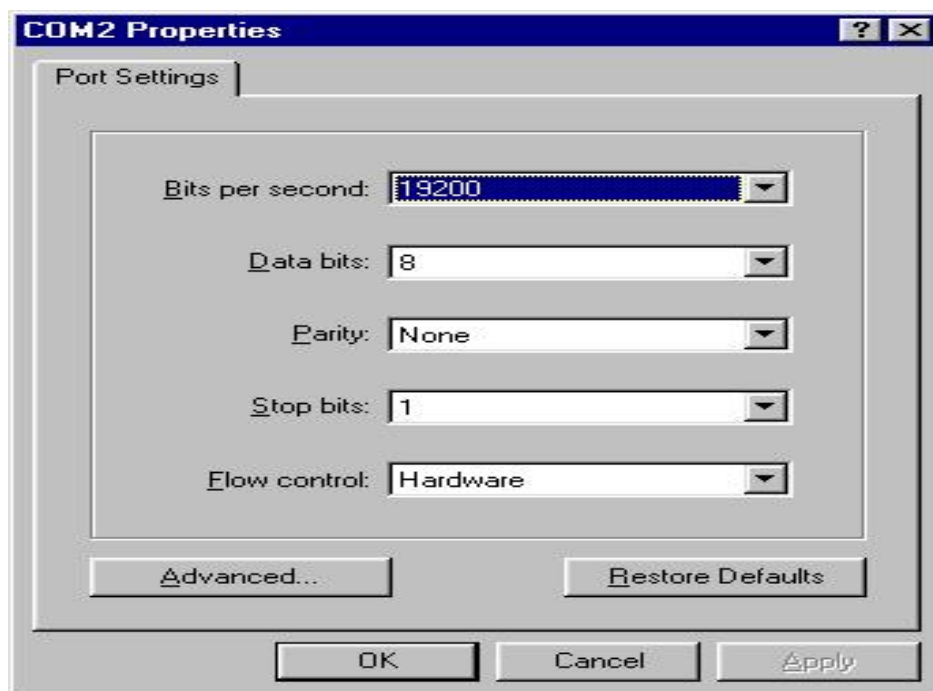 COM2 Properties
Port Settings
Bits per second: 19200
Data bits: 8
Parity: None
Stop bits: 1
Flow control: Hardware
Advanced... Restore Defaults
OK Cancel Apply